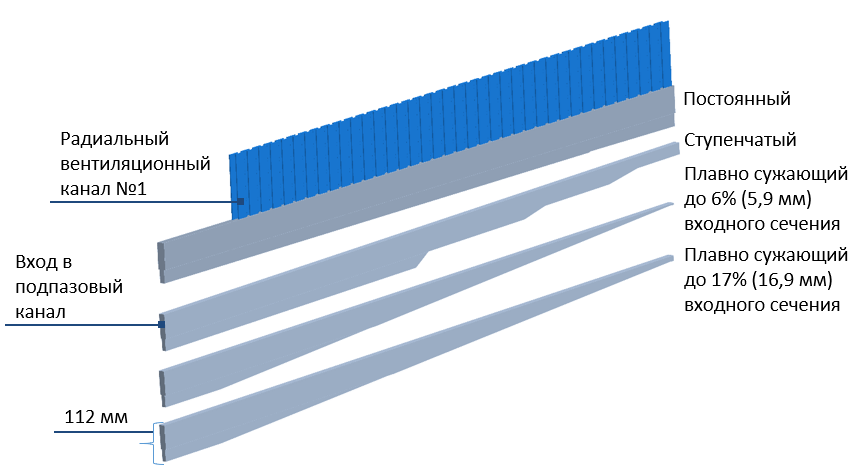 Радиальный
вентиляционный
канал №1
Вход в
подпазовый
канал
112 мм
Постоянный
Ступенчатый
Плавно сужающий
до 6% (5,9 мм)
входного сечения
Плавно сужающий
до 17% (16,9 мм)
входного сечения